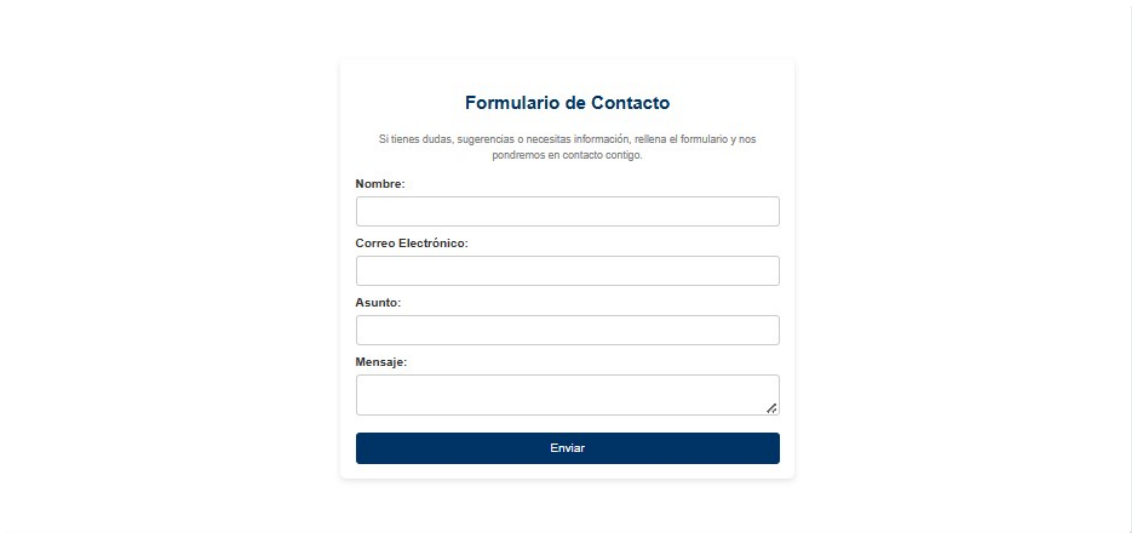 Formulario de Contacto
Si tienes dudas, sugerencias o necesitas información, rellena el formulario y nos
pondremos en contacto contigo.
Nombre:
Correo Electrónico:
Asunto:
Mensaje:
Enviar